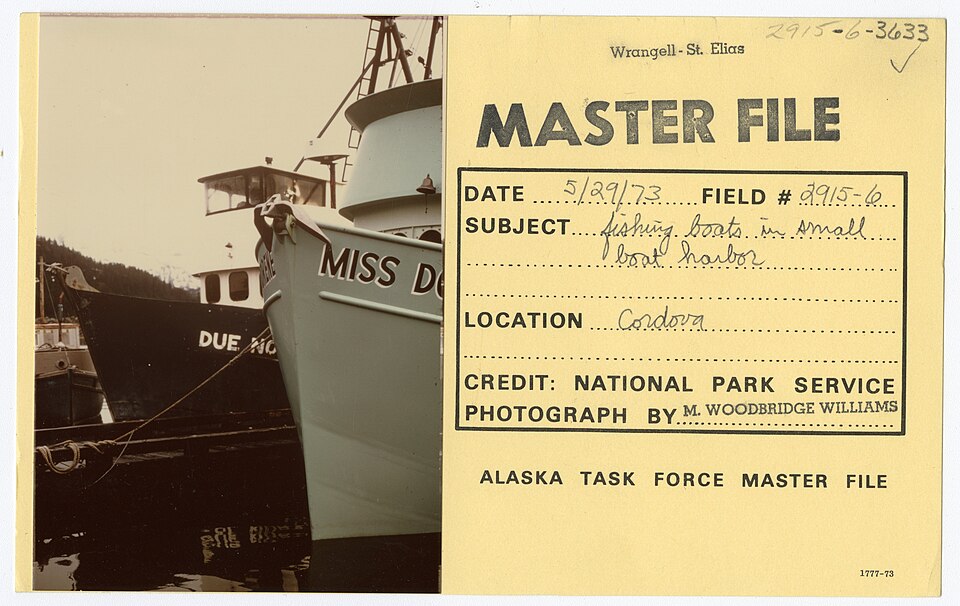 2915-6-3633
Wrangell - St. Elias
MASTER FILE
DATE 5/29/73 FIELD # 2915-6
SUBJECT fishing boats in small
boat harbor
LOCATION Cordova
CREDIT: NATIONAL PARK SERVICE
PHOTOGRAPH BY M. WOODBRIDGE WILLIAMS
ALASKA TASK FORCE MASTER FILE
1777-73
MISS D
DUE NO